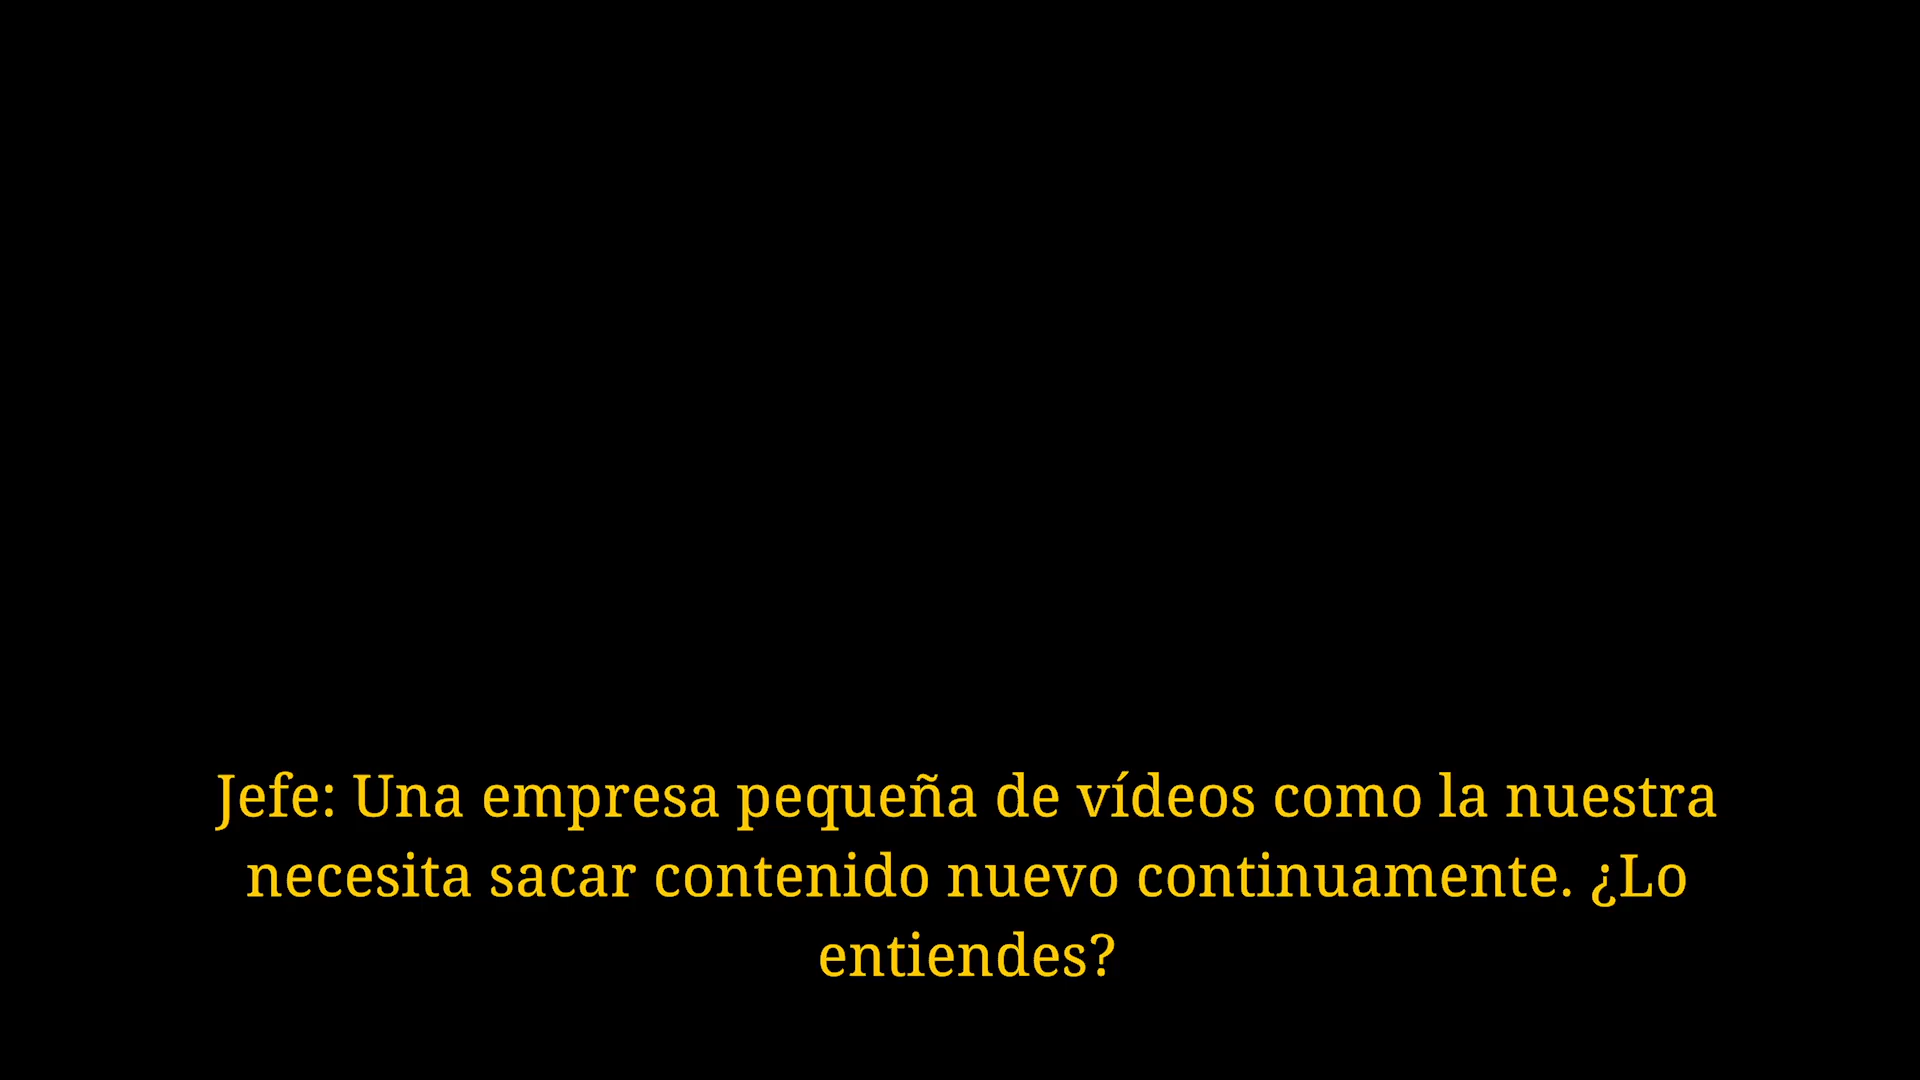 Jefe: Una empresa pequeña de vídeos como la nuestra
necesita sacar contenido nuevo continuamente. ¿Lo
entiendes?